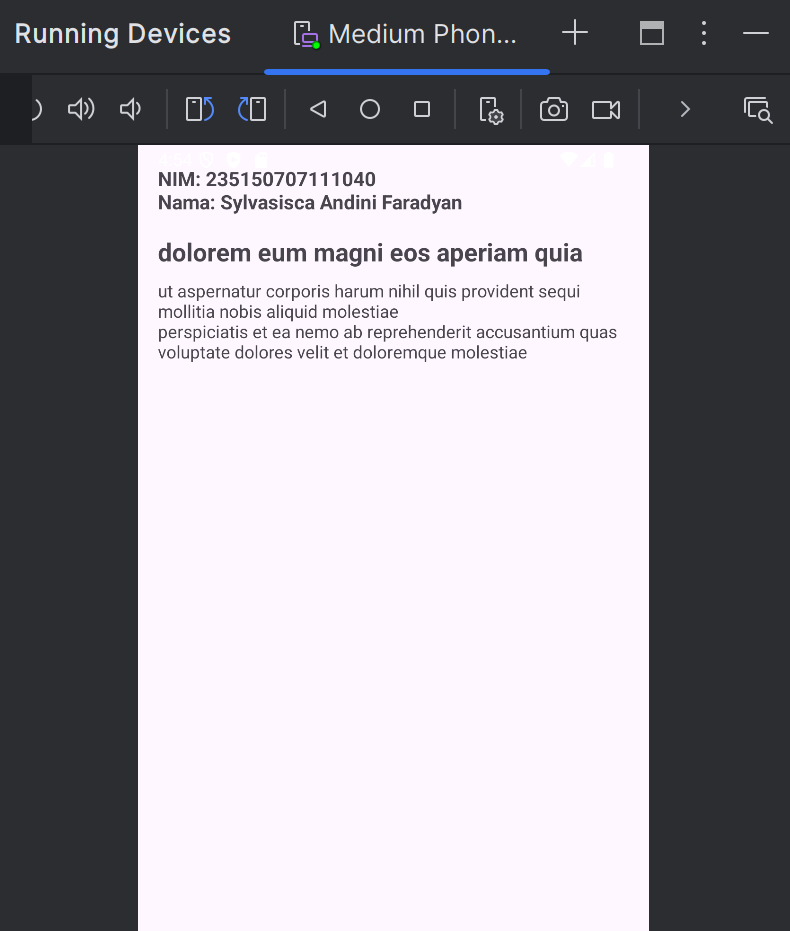 Running Devices
Medium Phon...
4:54
NIM: 235150707111040
Nama: Sylvasisca Andini Faradyan
dolorem eum magni eos aperiam quia
ut aspernatur corporis harum nihil quis provident sequi
mollitia nobis aliquid molestiae
perspiciatis et ea nemo ab reprehenderit accusantium quas
voluptate dolores velit et doloremque molestiae